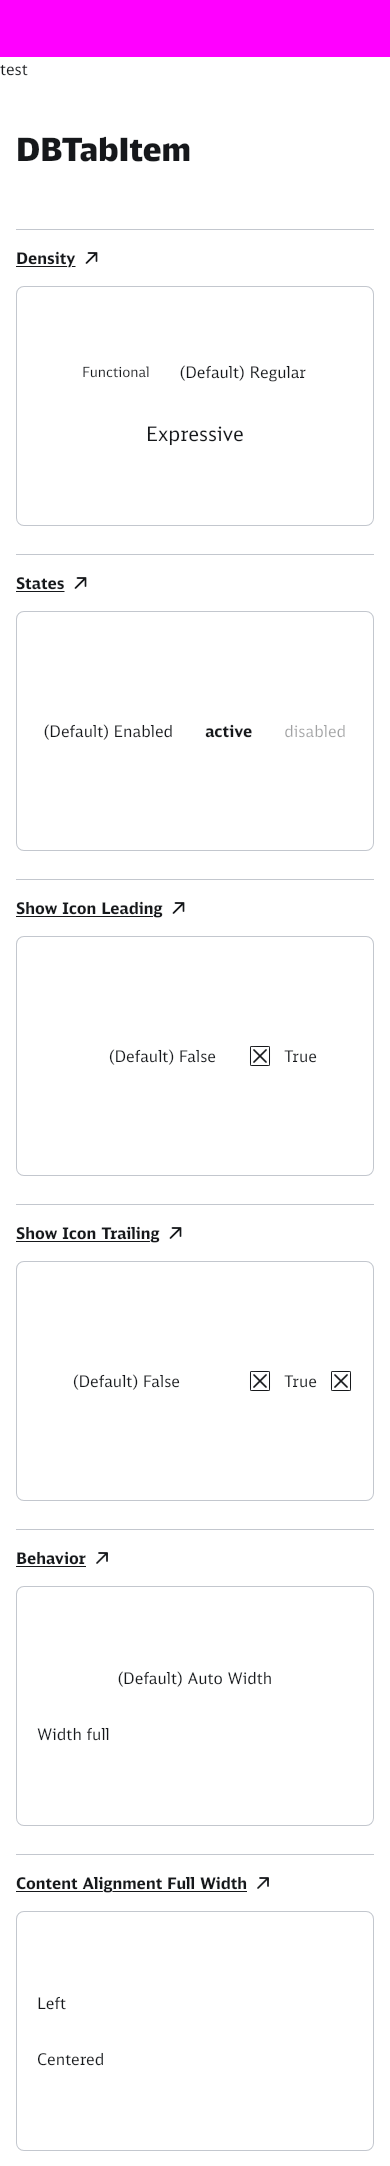 test
DBTabItem
Density
Functional (Default) Regular
Expressive
States
(Default) Enabled active disabled
Show Icon Leading
(Default) False True
Show Icon Trailing
(Default) False True
Behavior
(Default) Auto Width
Width full
Content Alignment Full Width
Left
Centered